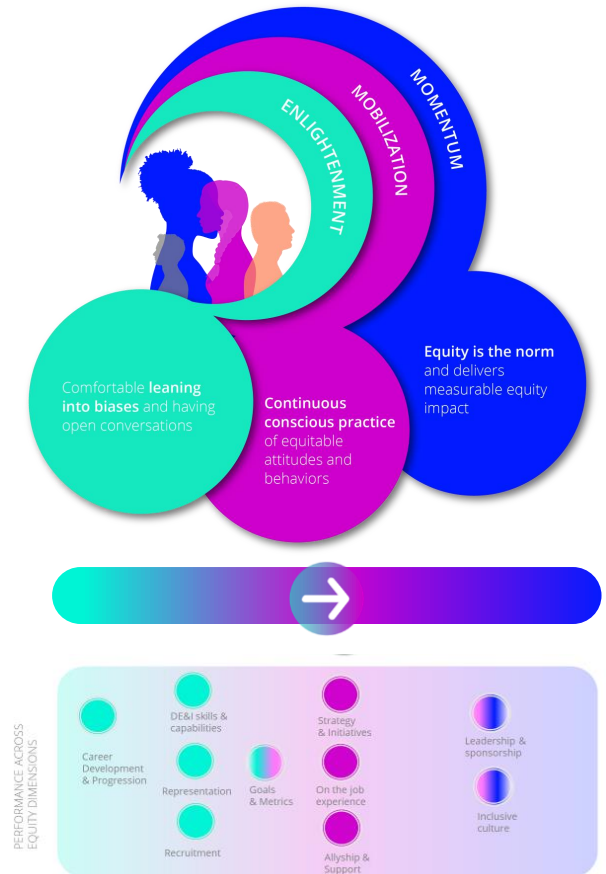 ENLIGHTENMENT
MOBILIZATION
MOMENTUM
Comfortable leaning
into biases and having
open conversations
Continuous
conscious practice
of equitable
attitudes and
behaviors
Equity is the norm
and delivers
measurable equity
impact
PERFORMANCE ACROSS
EQUITY DIMENSIONS
Career
Development
& Progression
DE&I skills &
capabilities
Representation
Recruitment
Goals
& Metrics
Strategy
& Initiatives
On the job
experience
Allyship &
Support
Leadership &
sponsorship
Inclusive
culture